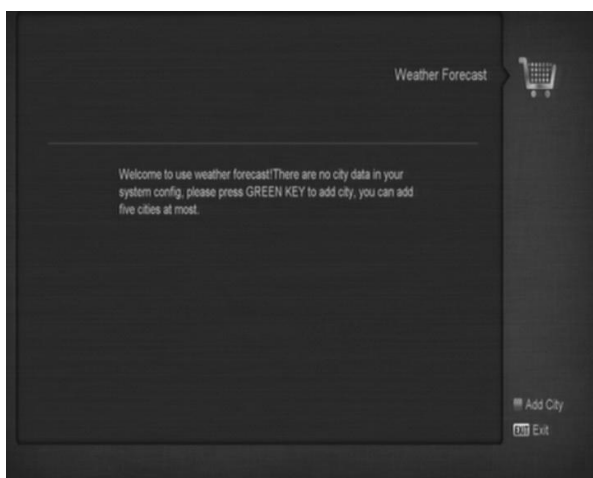 Weather Forecast
Welcome to use weather forecast!There are no city data in your
system config, please press GREEN KEY to add city, you can add
five cities at most.
Add City
EXIT Exit